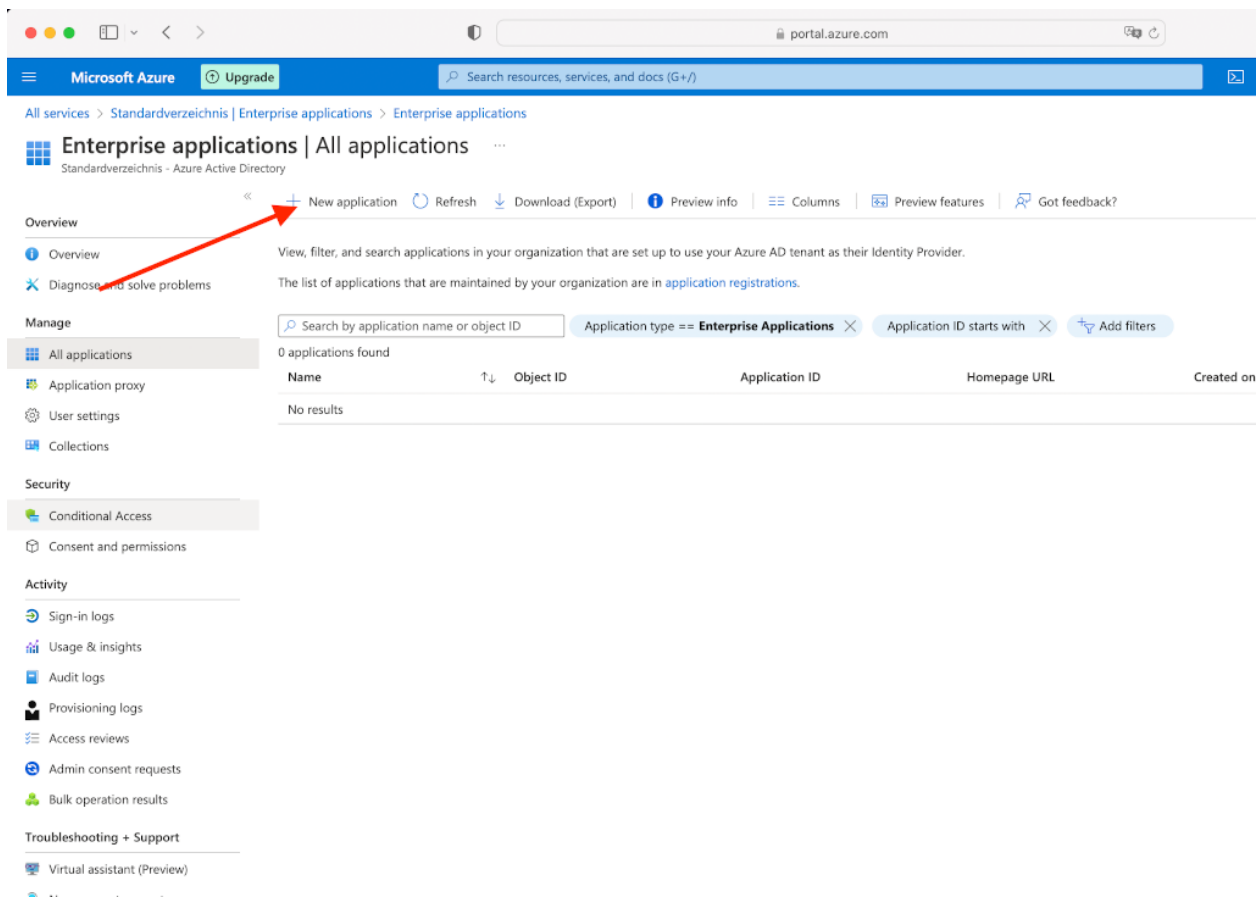 portal.azure.com
Microsoft Azure
Upgrade
Search resources, services, and docs (G+/)
All services > Standardverzeichnis | Enterprise applications > Enterprise applications
Enterprise applications | All applications ...
Standardverzeichnis - Azure Active Directory
New application
Refresh
Download (Export)
Preview info
Columns
Preview features
Got feedback?
Overview
Overview
Diagnose and solve problems
Manage
All applications
Application proxy
User settings
Collections
Security
Conditional Access
Consent and permissions
Activity
Sign-in logs
Usage & insights
Audit logs
Provisioning logs
Access reviews
Admin consent requests
Bulk operation results
Troubleshooting + Support
Virtual assistant (Preview)
View, filter, and search applications in your organization that are set up to use your Azure AD tenant as their Identity Provider.
The list of applications that are maintained by your organization are in application registrations.
Search by application name or object ID
Application type == Enterprise Applications
Application ID starts with
Add filters
0 applications found
Name
Object ID
Application ID
Homepage URL
Created on
No results